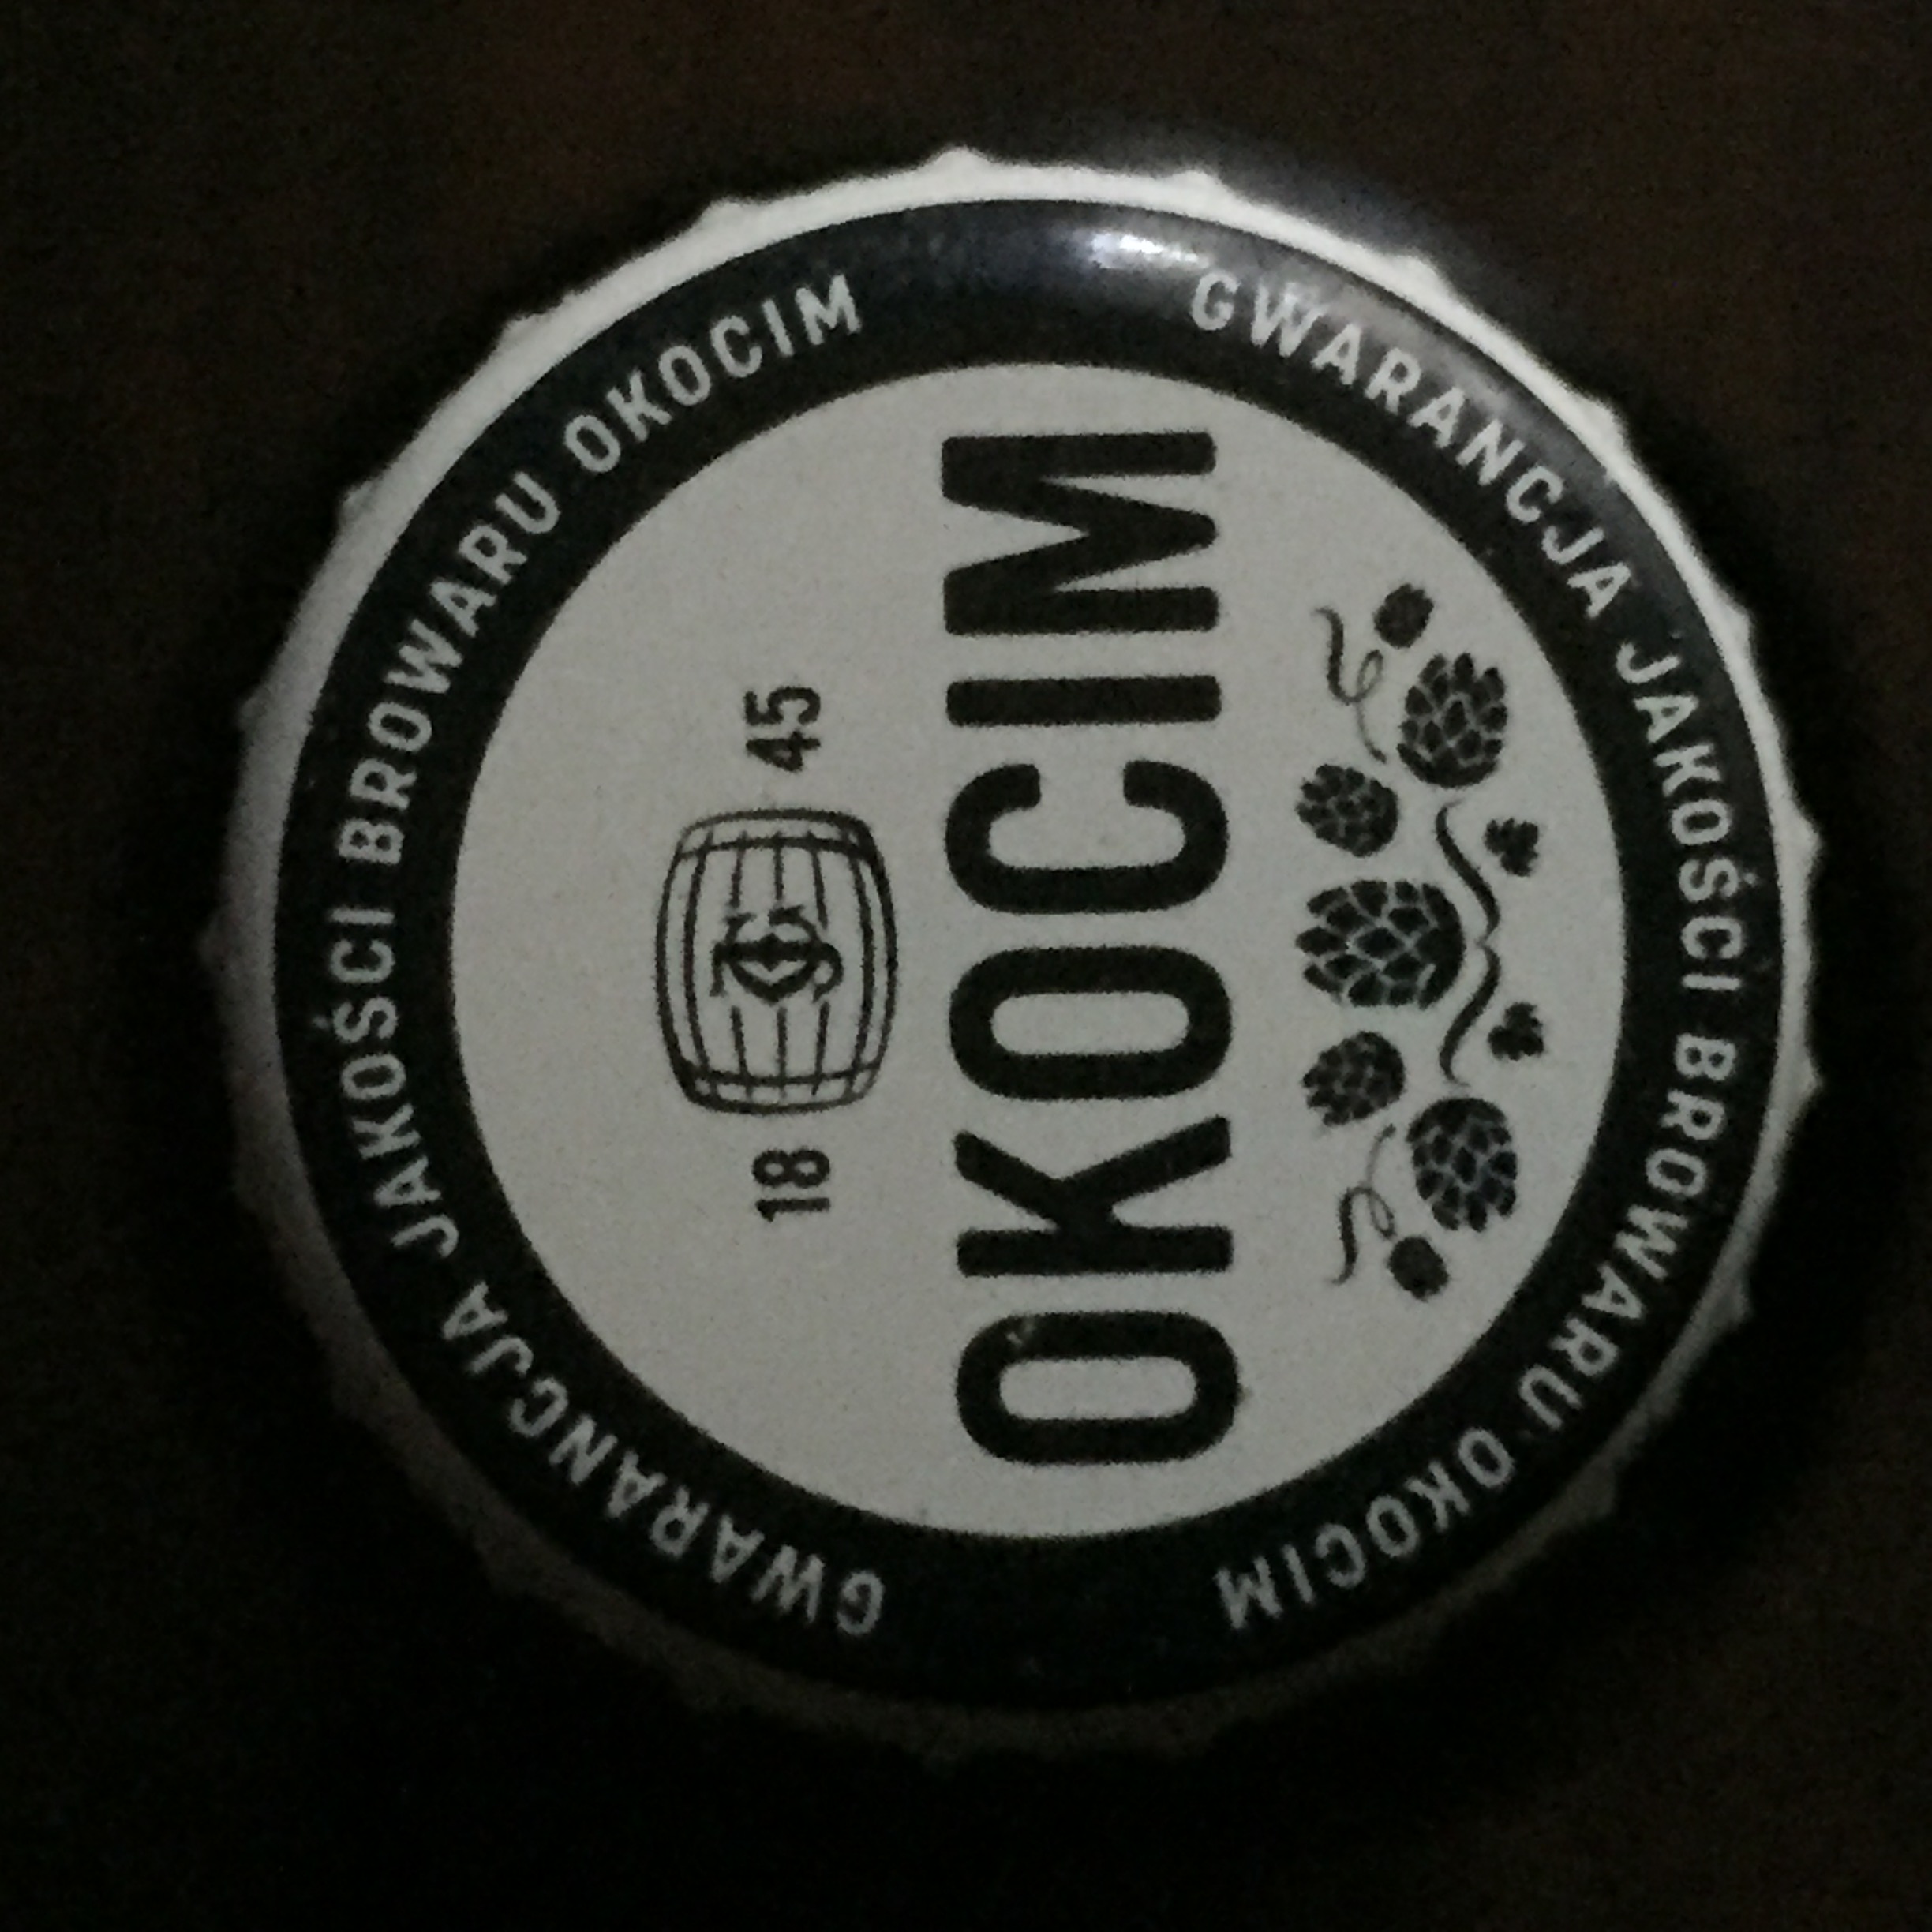 GWARANCJA JAKOŚCI BROWARU OKOCIM
18 45
OKOCIM
GWARANCJA JAKOŚCI BROWARU OKOCIM